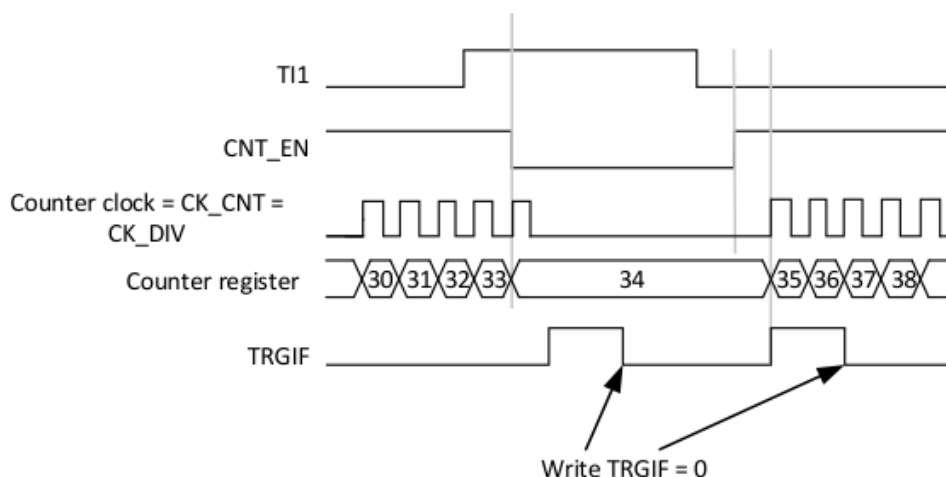 TI1
CNT_EN
Counter clock = CK_CNT =
CK_DIV
Counter register
30 31 32 33 34 35 36 37 38
TRGIF
Write TRGIF = 0